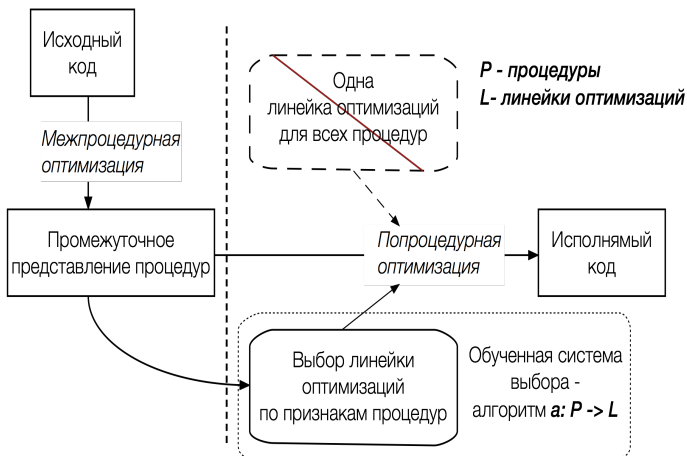 Исходный
код
Межпроцедурная
оптимизация
Промежуточное
представление процедур
Одна
линейка оптимизаций
для всех процедур
P - процедуры
L- линейки оптимизаций
Попроцедурная
оптимизация
Исполнямый
код
Выбор линейки
оптимизаций
по признакам процедур
Обученная система
выбора -
алгоритм a: P -> L